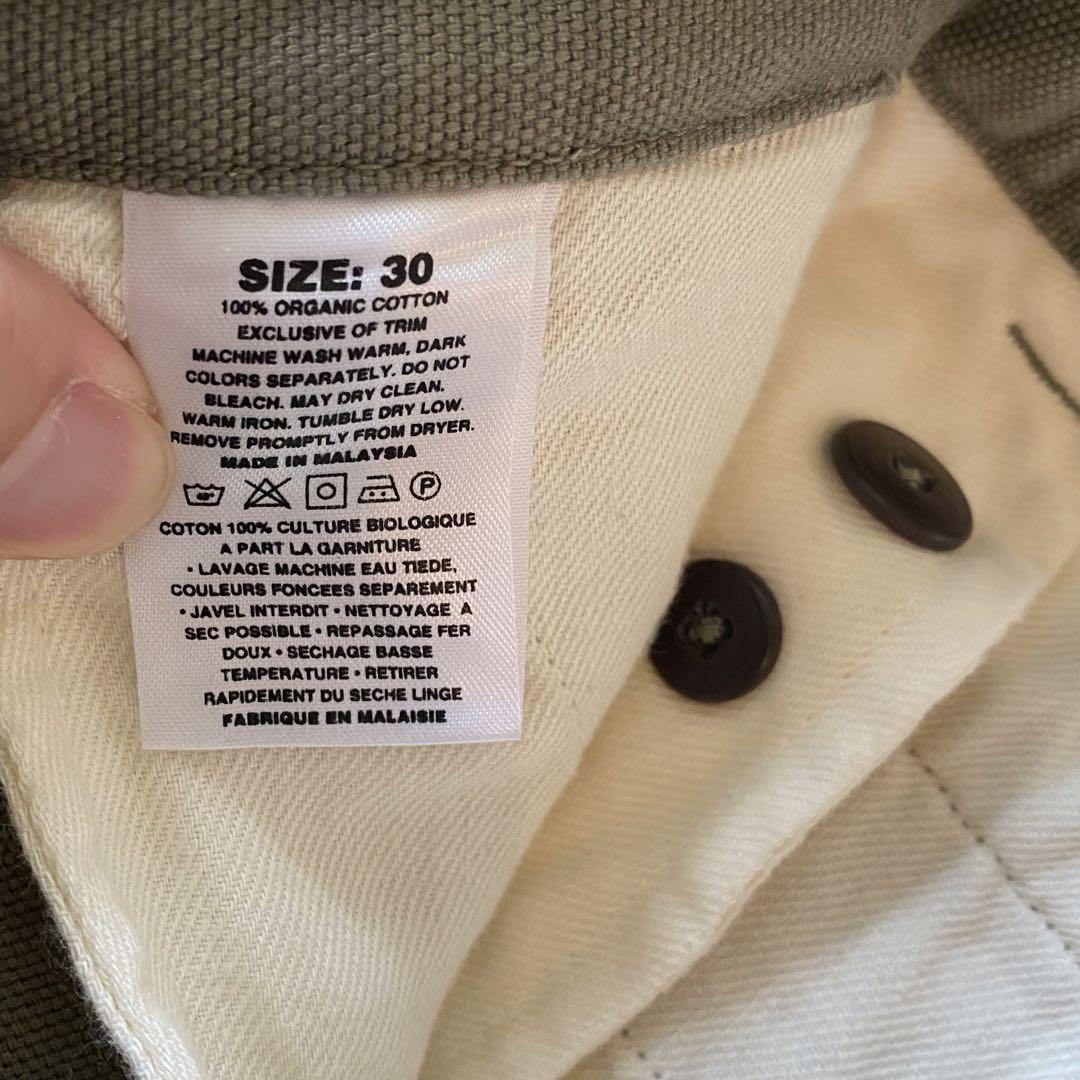 SIZE: 30
100% ORGANIC COTTON
EXCLUSIVE OF TRIM
MACHINE WASH WARM, DARK
COLORS SEPARATELY. DO NOT
BLEACH. MAY DRY CLEAN.
WARM IRON. TUMBLE DRY LOW.
REMOVE PROMPTLY FROM DRYER.
MADE IN MALAYSIA
P
COTON 100% CULTURE BIOLOGIQUE
A PART LA GARNITURE
• LAVAGE MACHINE EAU TIEDE,
COULEURS FONCEES SEPAREMENT
• JAVEL INTERDIT • NETTOYAGE A
SEC POSSIBLE • REPASSAGE FER
DOUX • SECHAGE BASSE
TEMPERATURE • RETIRER
RAPIDEMENT DU SECHE LINGE
FABRIQUE EN MALAISIE